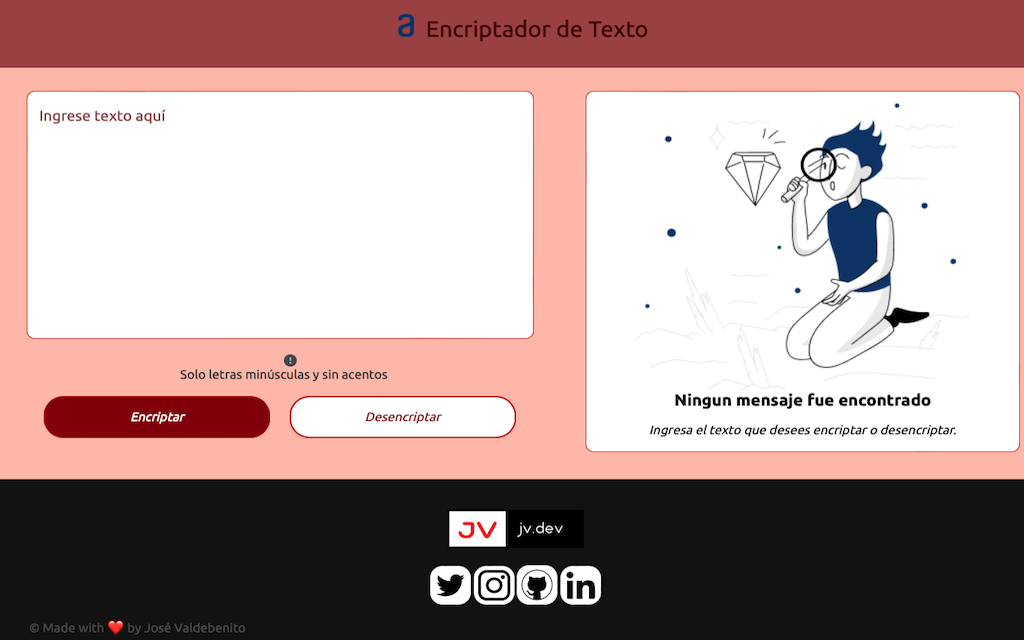 a Encriptador de Texto
Ingrese texto aquí
Solo letras minúsculas y sin acentos
Encriptar
Desencriptar
Ningun mensaje fue encontrado
Ingresa el texto que desees encriptar o desencriptar.
JV jv.dev
in
© Made with ❤️ by José Valdebenito